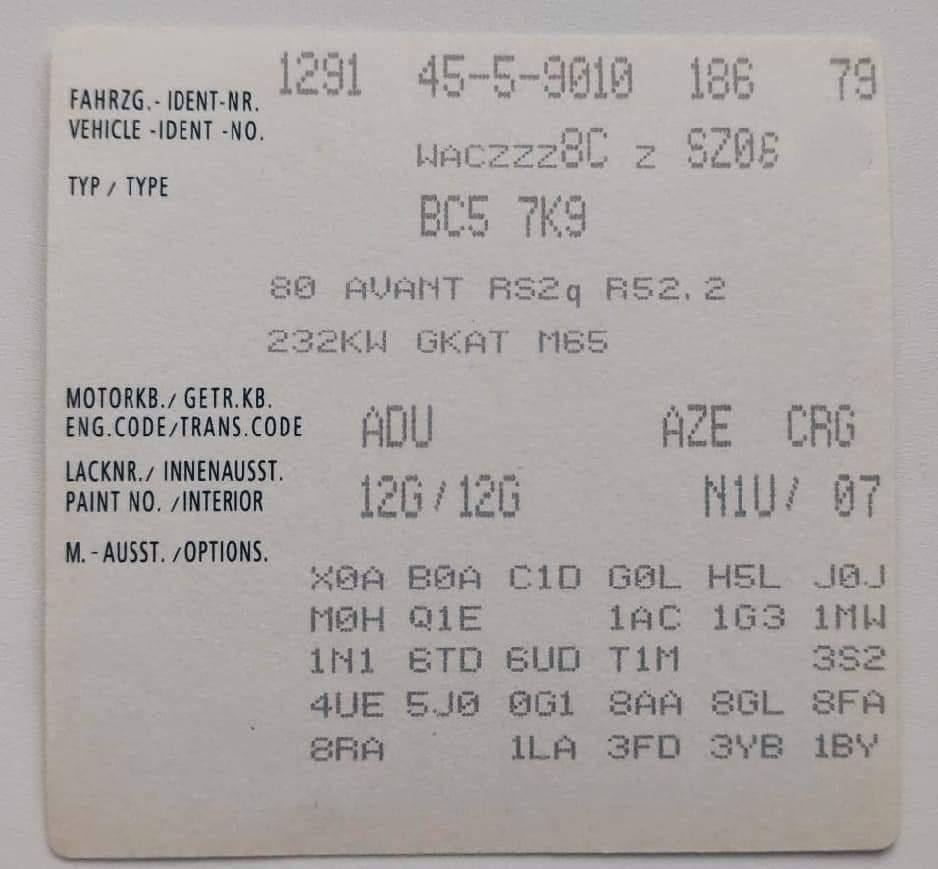 1291 45-5-9010 186 79
FAHRZG.- IDENT-NR.
VEHICLE -IDENT -NO.
WACZZZ8C Z SZ06
TYP / TYPE
BC5 7K9
80 AVANT RS2q R52.2
232KW GKAT M65
MOTORKB./ GETR.KB.
ENG.CODE/TRANS.CODE ADU AZE CRG
LACKNR./ INNENAUSST.
PAINT NO. /INTERIOR 12G/12G N1U/ 07
M.-AUSST. /OPTIONS.
X0A B0A C1D G0L H5L J0J
M0H Q1E 1AC 1G3 1MW
1N1 6TD 6UD T1M 3S2
4UE 5J0 0G1 8AA 8GL 8FA
8RA 1LA 3FD 3YB 1BY